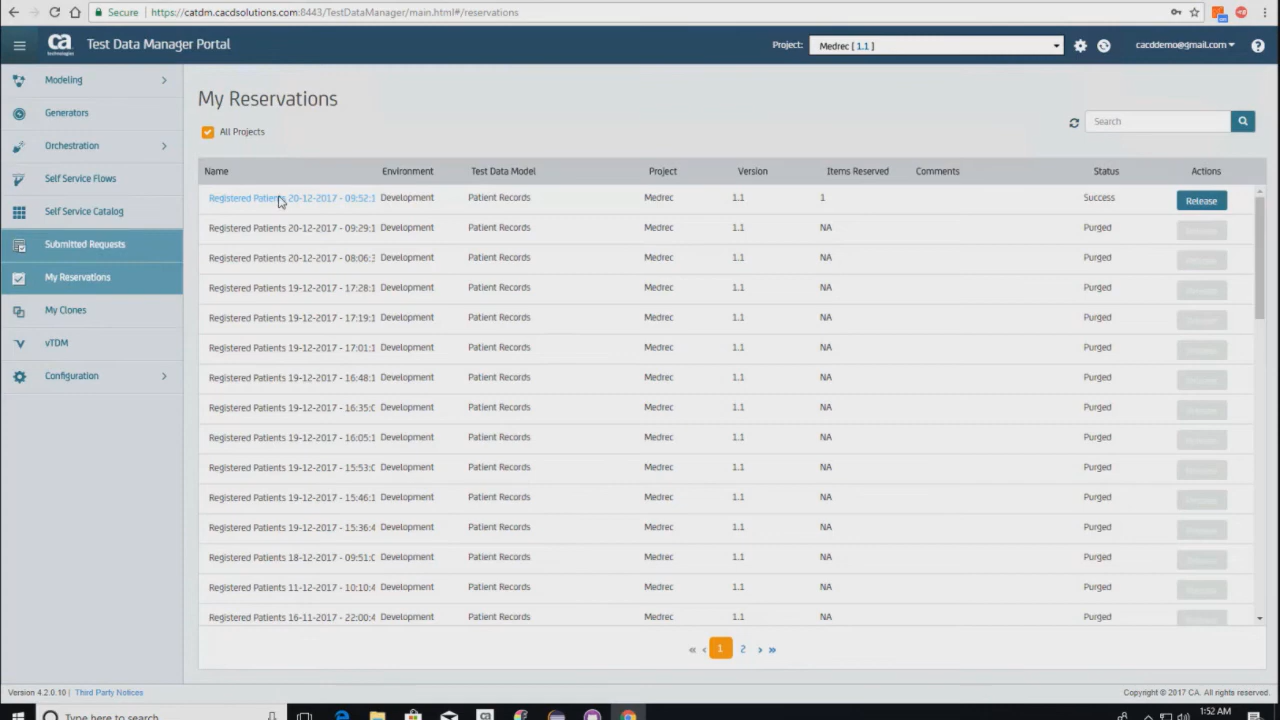 Secure | https://catdm.cacdsolutions.com:8443/TestDataManager/main.html#/reservations
ca technologies
Test Data Manager Portal
Project: Medrec [ 1.1 ]
cacddemo@gmail.com
Modeling
Generators
Orchestration
Self Service Flows
Self Service Catalog
Submitted Requests
My Reservations
My Clones
vTDM
Configuration
My Reservations
All Projects
Search
Name Environment Test Data Model Project Version Items Reserved Comments Status Actions
Registered Patients 20-12-2017 - 09:52:1 Development Patient Records Medrec 1.1 1 Success Release
Registered Patients 20-12-2017 - 09:29:1 Development Patient Records Medrec 1.1 NA Purged
Registered Patients 20-12-2017 - 08:06: Development Patient Records Medrec 1.1 NA Purged
Registered Patients 19-12-2017 - 17:28:1 Development Patient Records Medrec 1.1 NA Purged
Registered Patients 19-12-2017 - 17:19:1 Development Patient Records Medrec 1.1 NA Purged
Registered Patients 19-12-2017 - 17:01:1 Development Patient Records Medrec 1.1 NA Purged
Registered Patients 19-12-2017 - 16:48:1 Development Patient Records Medrec 1.1 NA Purged
Registered Patients 19-12-2017 - 16:35:0 Development Patient Records Medrec 1.1 NA Purged
Registered Patients 19-12-2017 - 16:05:1 Development Patient Records Medrec 1.1 NA Purged
Registered Patients 19-12-2017 - 15:53:0 Development Patient Records Medrec 1.1 NA Purged
Registered Patients 19-12-2017 - 15:46:1 Development Patient Records Medrec 1.1 NA Purged
Registered Patients 19-12-2017 - 15:36:4 Development Patient Records Medrec 1.1 NA Purged
Registered Patients 18-12-2017 - 09:51:0 Development Patient Records Medrec 1.1 NA Purged
Registered Patients 11-12-2017 - 10:10:4 Development Patient Records Medrec 1.1 NA Purged
Registered Patients 16-11-2017 - 22:00:4 Development Patient Records Medrec 1.1 NA Purged
« ‹ 1 2 › »
Version 4.2.0.10 | Third Party Notices
Copyright © 2017 CA. All rights reserved.
Type here to search
1:52 AM